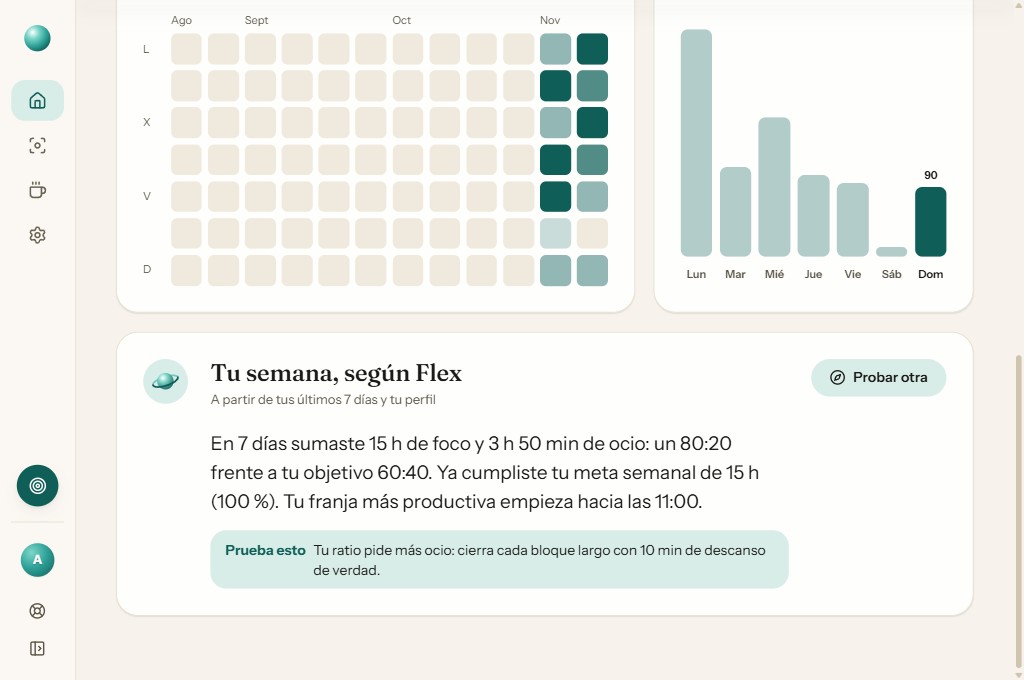 Ago Sept Oct Nov
L
X
V
D
90
Lun Mar Mié Jue Vie Sáb Dom
Tu semana, según Flex
A partir de tus últimos 7 días y tu perfil
Probar otra
En 7 días sumaste 15 h de foco y 3 h 50 min de ocio: un 80:20
frente a tu objetivo 60:40. Ya cumpliste tu meta semanal de 15 h
(100 %). Tu franja más productiva empieza hacia las 11:00.
Prueba esto Tu ratio pide más ocio: cierra cada bloque largo con 10 min de descanso
de verdad.
A